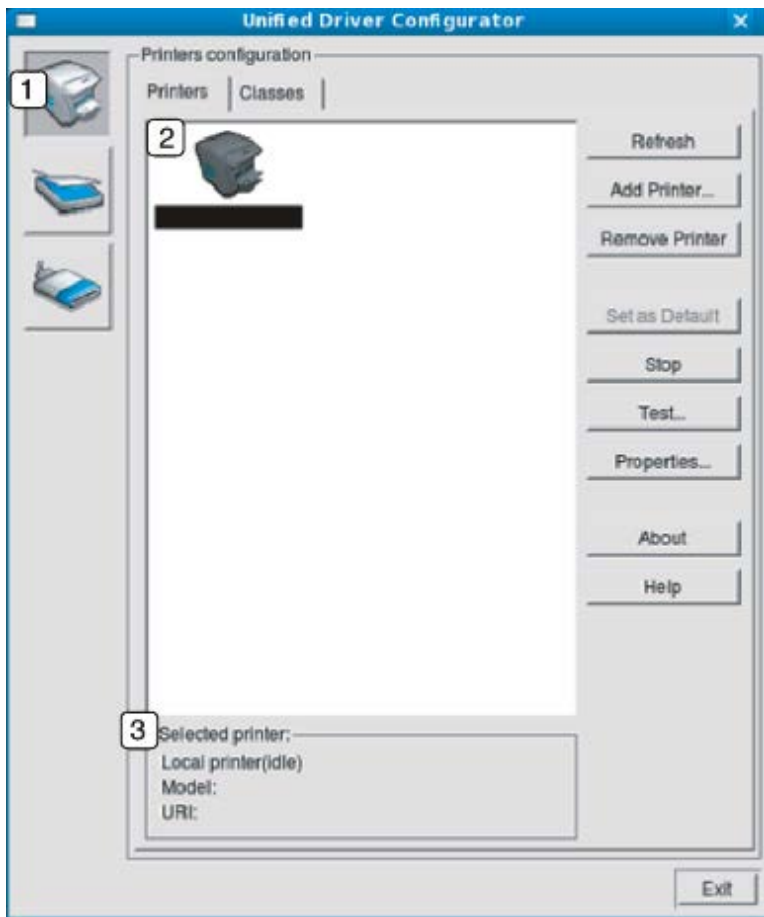 Unified Driver Configurator
Printers configuration
1
Printers
Classes
2
Refresh
Add Printer...
Remove Printer
Set as Default
Stop
Test...
Properties...
About
Help
3
Selected printer:
Local printer(idle)
Model:
URI:
Exit